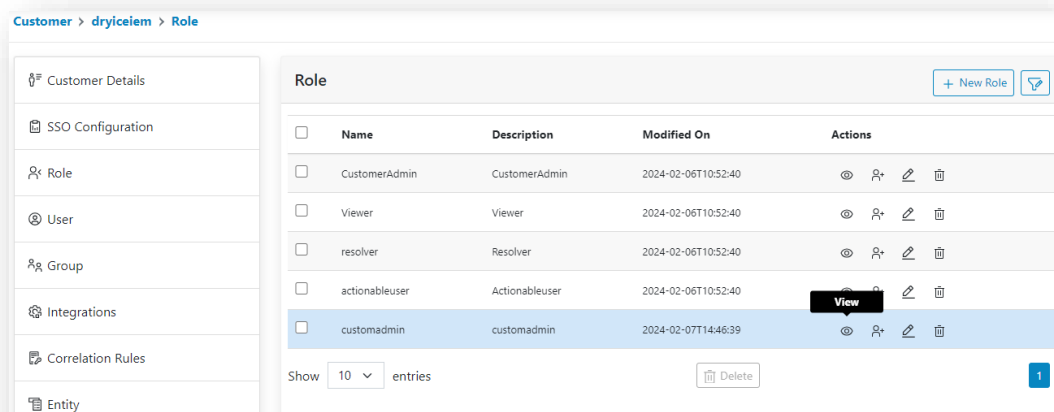 Customer > dryiceiem > Role
Customer Details
SSO Configuration
Role
User
Group
Integrations
Correlation Rules
Entity
Role
+ New Role
Name Description Modified On Actions
CustomerAdmin CustomerAdmin 2024-02-06T10:52:40
Viewer Viewer 2024-02-06T10:52:40
resolver Resolver 2024-02-06T10:52:40
actionableuser Actionableuser 2024-02-06T10:52:40
View
customadmin customadmin 2024-02-07T14:46:39
Show 10 entries Delete 1